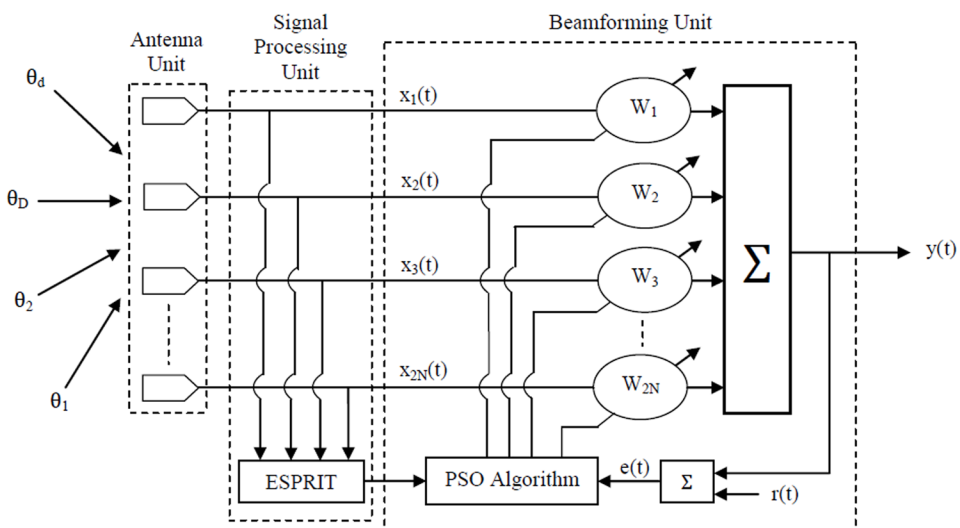 Beamforming Unit
Signal
Processing
Unit
Antenna
Unit
θd
x1(t)
W1
x2(t)
W2
θD
x3(t)
W3
Σ
y(t)
θ2
x2N(t)
W2N
θ1
ESPRIT
PSO Algorithm
e(t)
Σ
r(t)